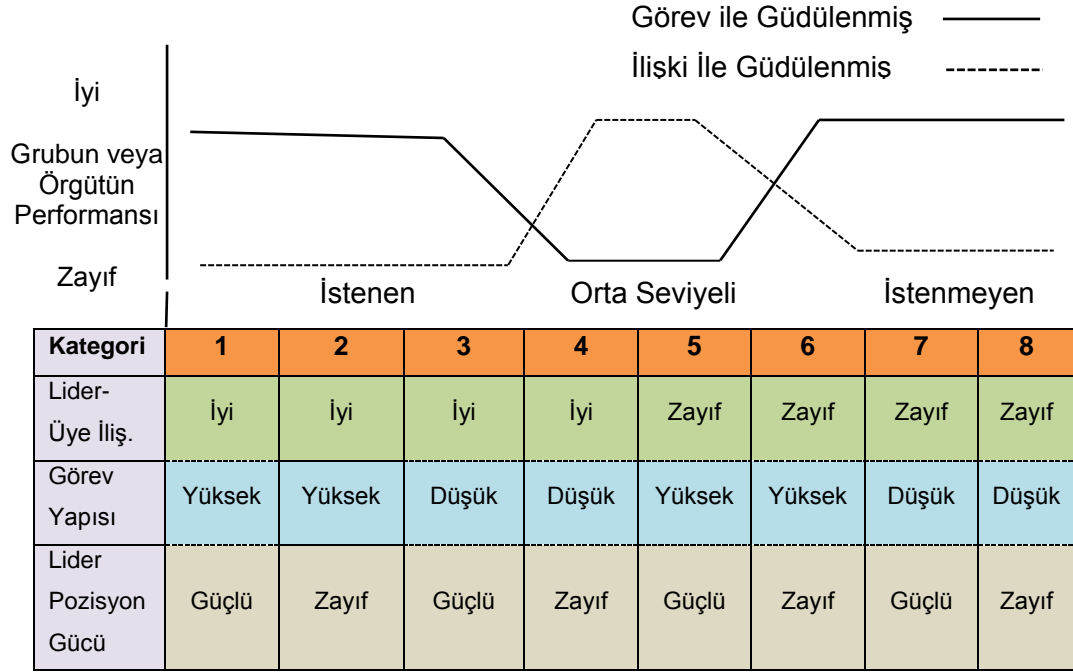 Görev ile Güdülenmiş
İlişki İle Güdülenmiş
İyi
Grubun veya
Örgütün
Performansı
Zayıf
İstenen Orta Seviyeli İstenmeyen
Kategori 1 2 3 4 5 6 7 8
Lider-
Üye İliş.
İyi İyi İyi İyi Zayıf Zayıf Zayıf Zayıf
Görev
Yapısı
Yüksek Yüksek Düşük Düşük Yüksek Yüksek Düşük Düşük
Lider
Pozisyon
Gücü
Güçlü Zayıf Güçlü Zayıf Güçlü Zayıf Güçlü Zayıf